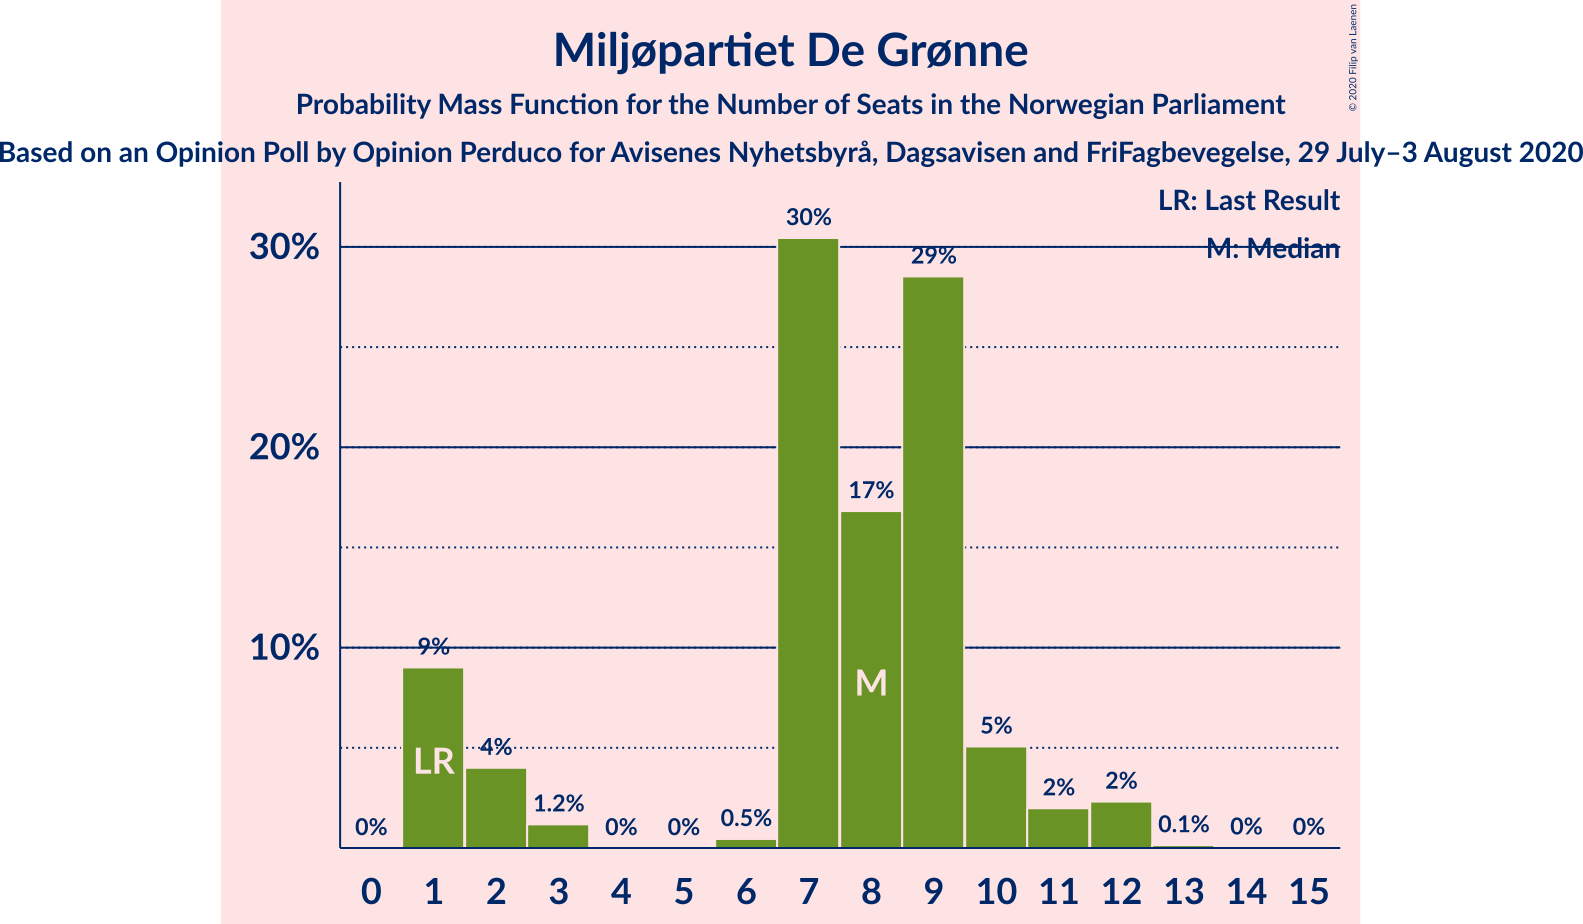 Miljøpartiet De Grønne
Probability Mass Function for the Number of Seats in the Norwegian Parliament
Based on an Opinion Poll by Opinion Perduco for Avisenes Nyhetsbyrå, Dagsavisen and FriFagbevegelse, 29 July–3 August 2020
© 2020 Filip van Laenen
LR: Last Result
M: Median
30%
20%
10%
0%
9%
4%
1.2%
0%
0%
0.5%
30%
17%
29%
5%
2%
2%
0.1%
0%
0%
LR
M
0 1 2 3 4 5 6 7 8 9 10 11 12 13 14 15